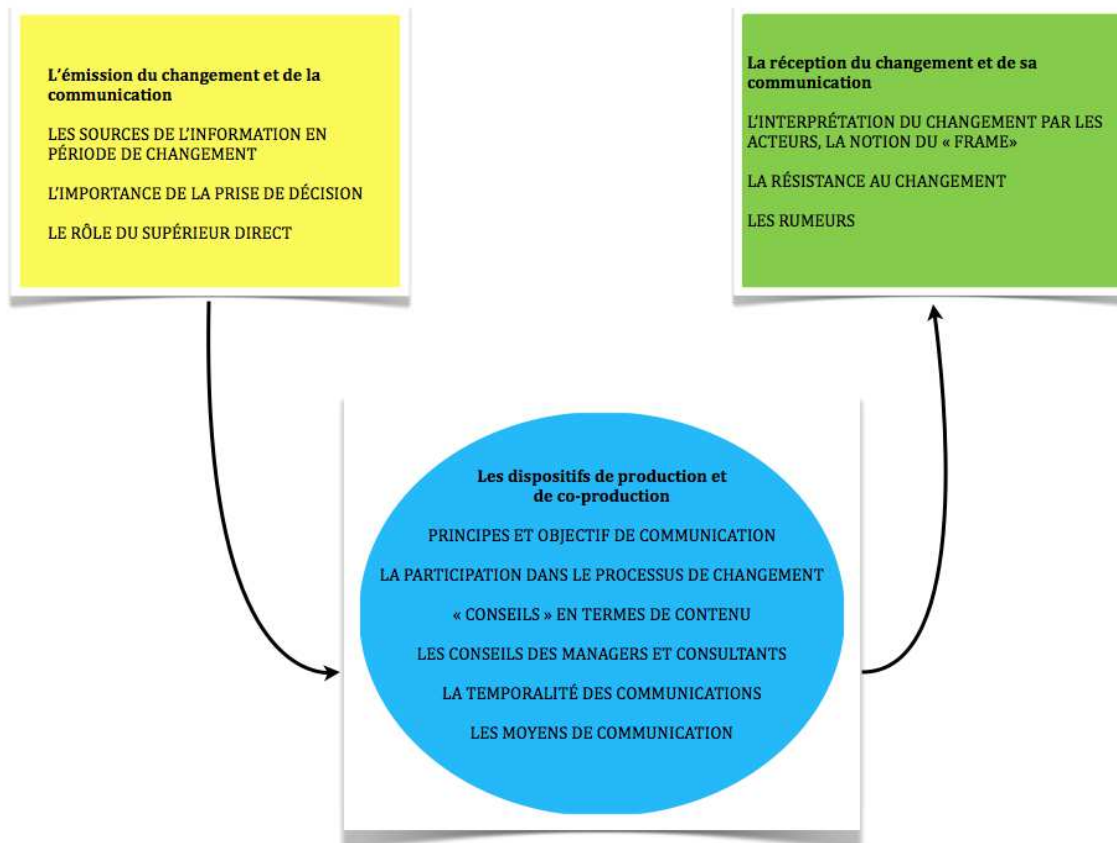 L'émission du changement et de la
communication
LES SOURCES DE L'INFORMATION EN
PÉRIODE DE CHANGEMENT
L'IMPORTANCE DE LA PRISE DE DÉCISION
LE RÔLE DU SUPÉRIEUR DIRECT
La réception du changement et de sa
communication
L'INTERPRÉTATION DU CHANGEMENT PAR LES
ACTEURS, LA NOTION DU « FRAME»
LA RÉSISTANCE AU CHANGEMENT
LES RUMEURS
Les dispositifs de production et
de co-production
PRINCIPES ET OBJECTIF DE COMMUNICATION
LA PARTICIPATION DANS LE PROCESSUS DE CHANGEMENT
« CONSEILS » EN TERMES DE CONTENU
LES CONSEILS DES MANAGERS ET CONSULTANTS
LA TEMPORALITÉ DES COMMUNICATIONS
LES MOYENS DE COMMUNICATION